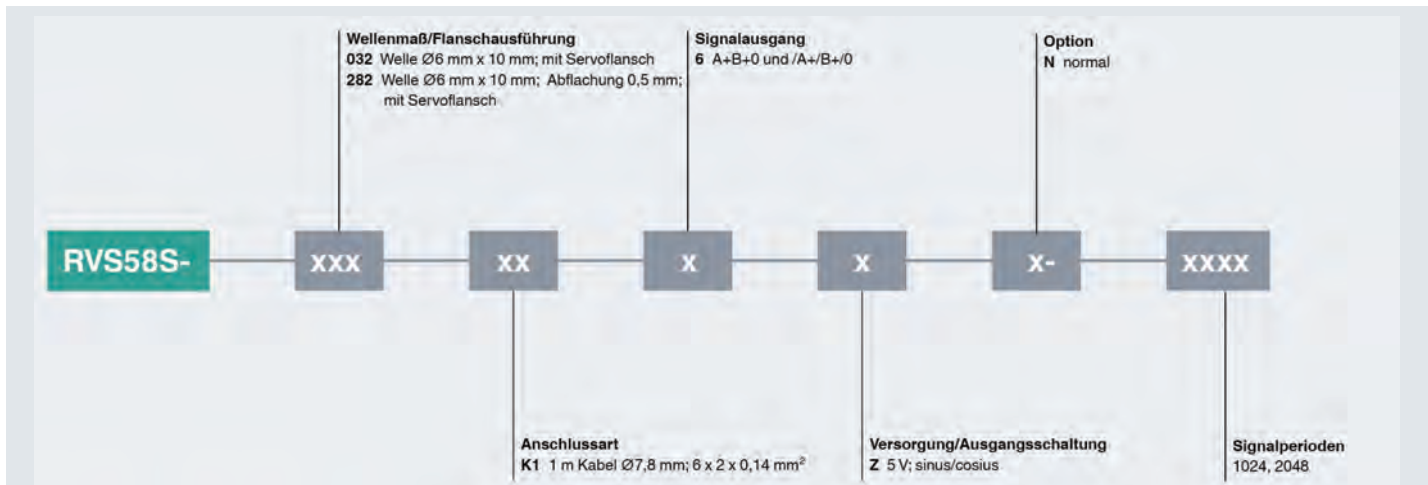 Wellenmaß/Flanschausführung
032 Welle Ø6 mm x 10 mm; mit Servoflansch
282 Welle Ø6 mm x 10 mm; Abflachung 0,5 mm;
mit Servoflansch
Signalausgang
6 A+B+0 und /A+/B+/0
Option
N normal
RVS58S- xxx xx x x x- xxxx
Anschlussart
K1 1 m Kabel Ø7,8 mm; 6 x 2 x 0,14 mm²
Versorgung/Ausgangsschaltung
Z 5 V; sinus/cosius
Signalperioden
1024, 2048